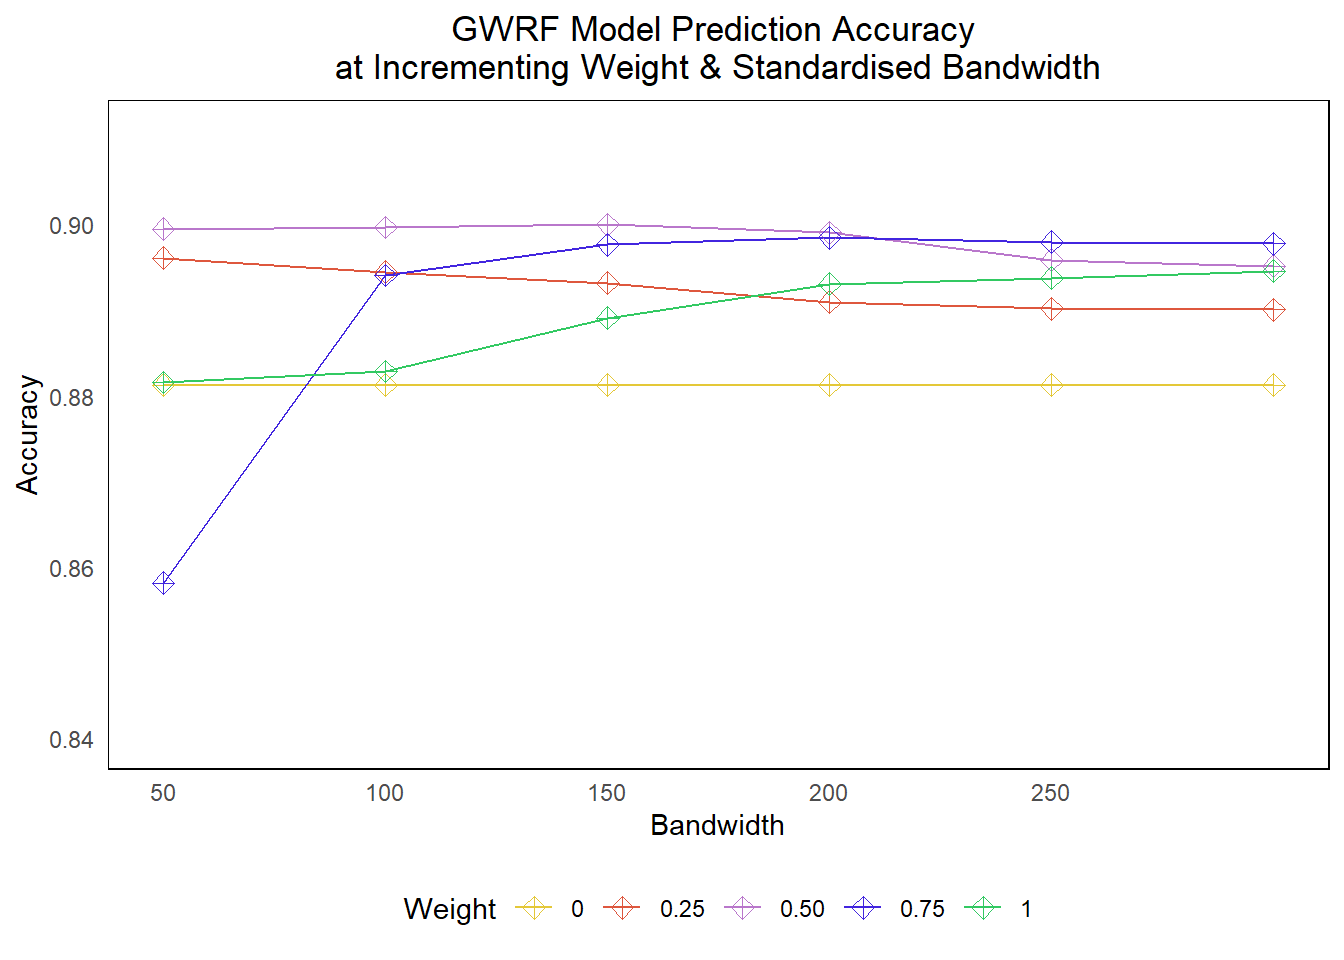 GWRF Model Prediction Accuracy
at Incrementing Weight & Standardised Bandwidth
0.90
0.88
0.86
0.84
Accuracy
50 100 150 200 250
Bandwidth
Weight 0 0.25 0.50 0.75 1